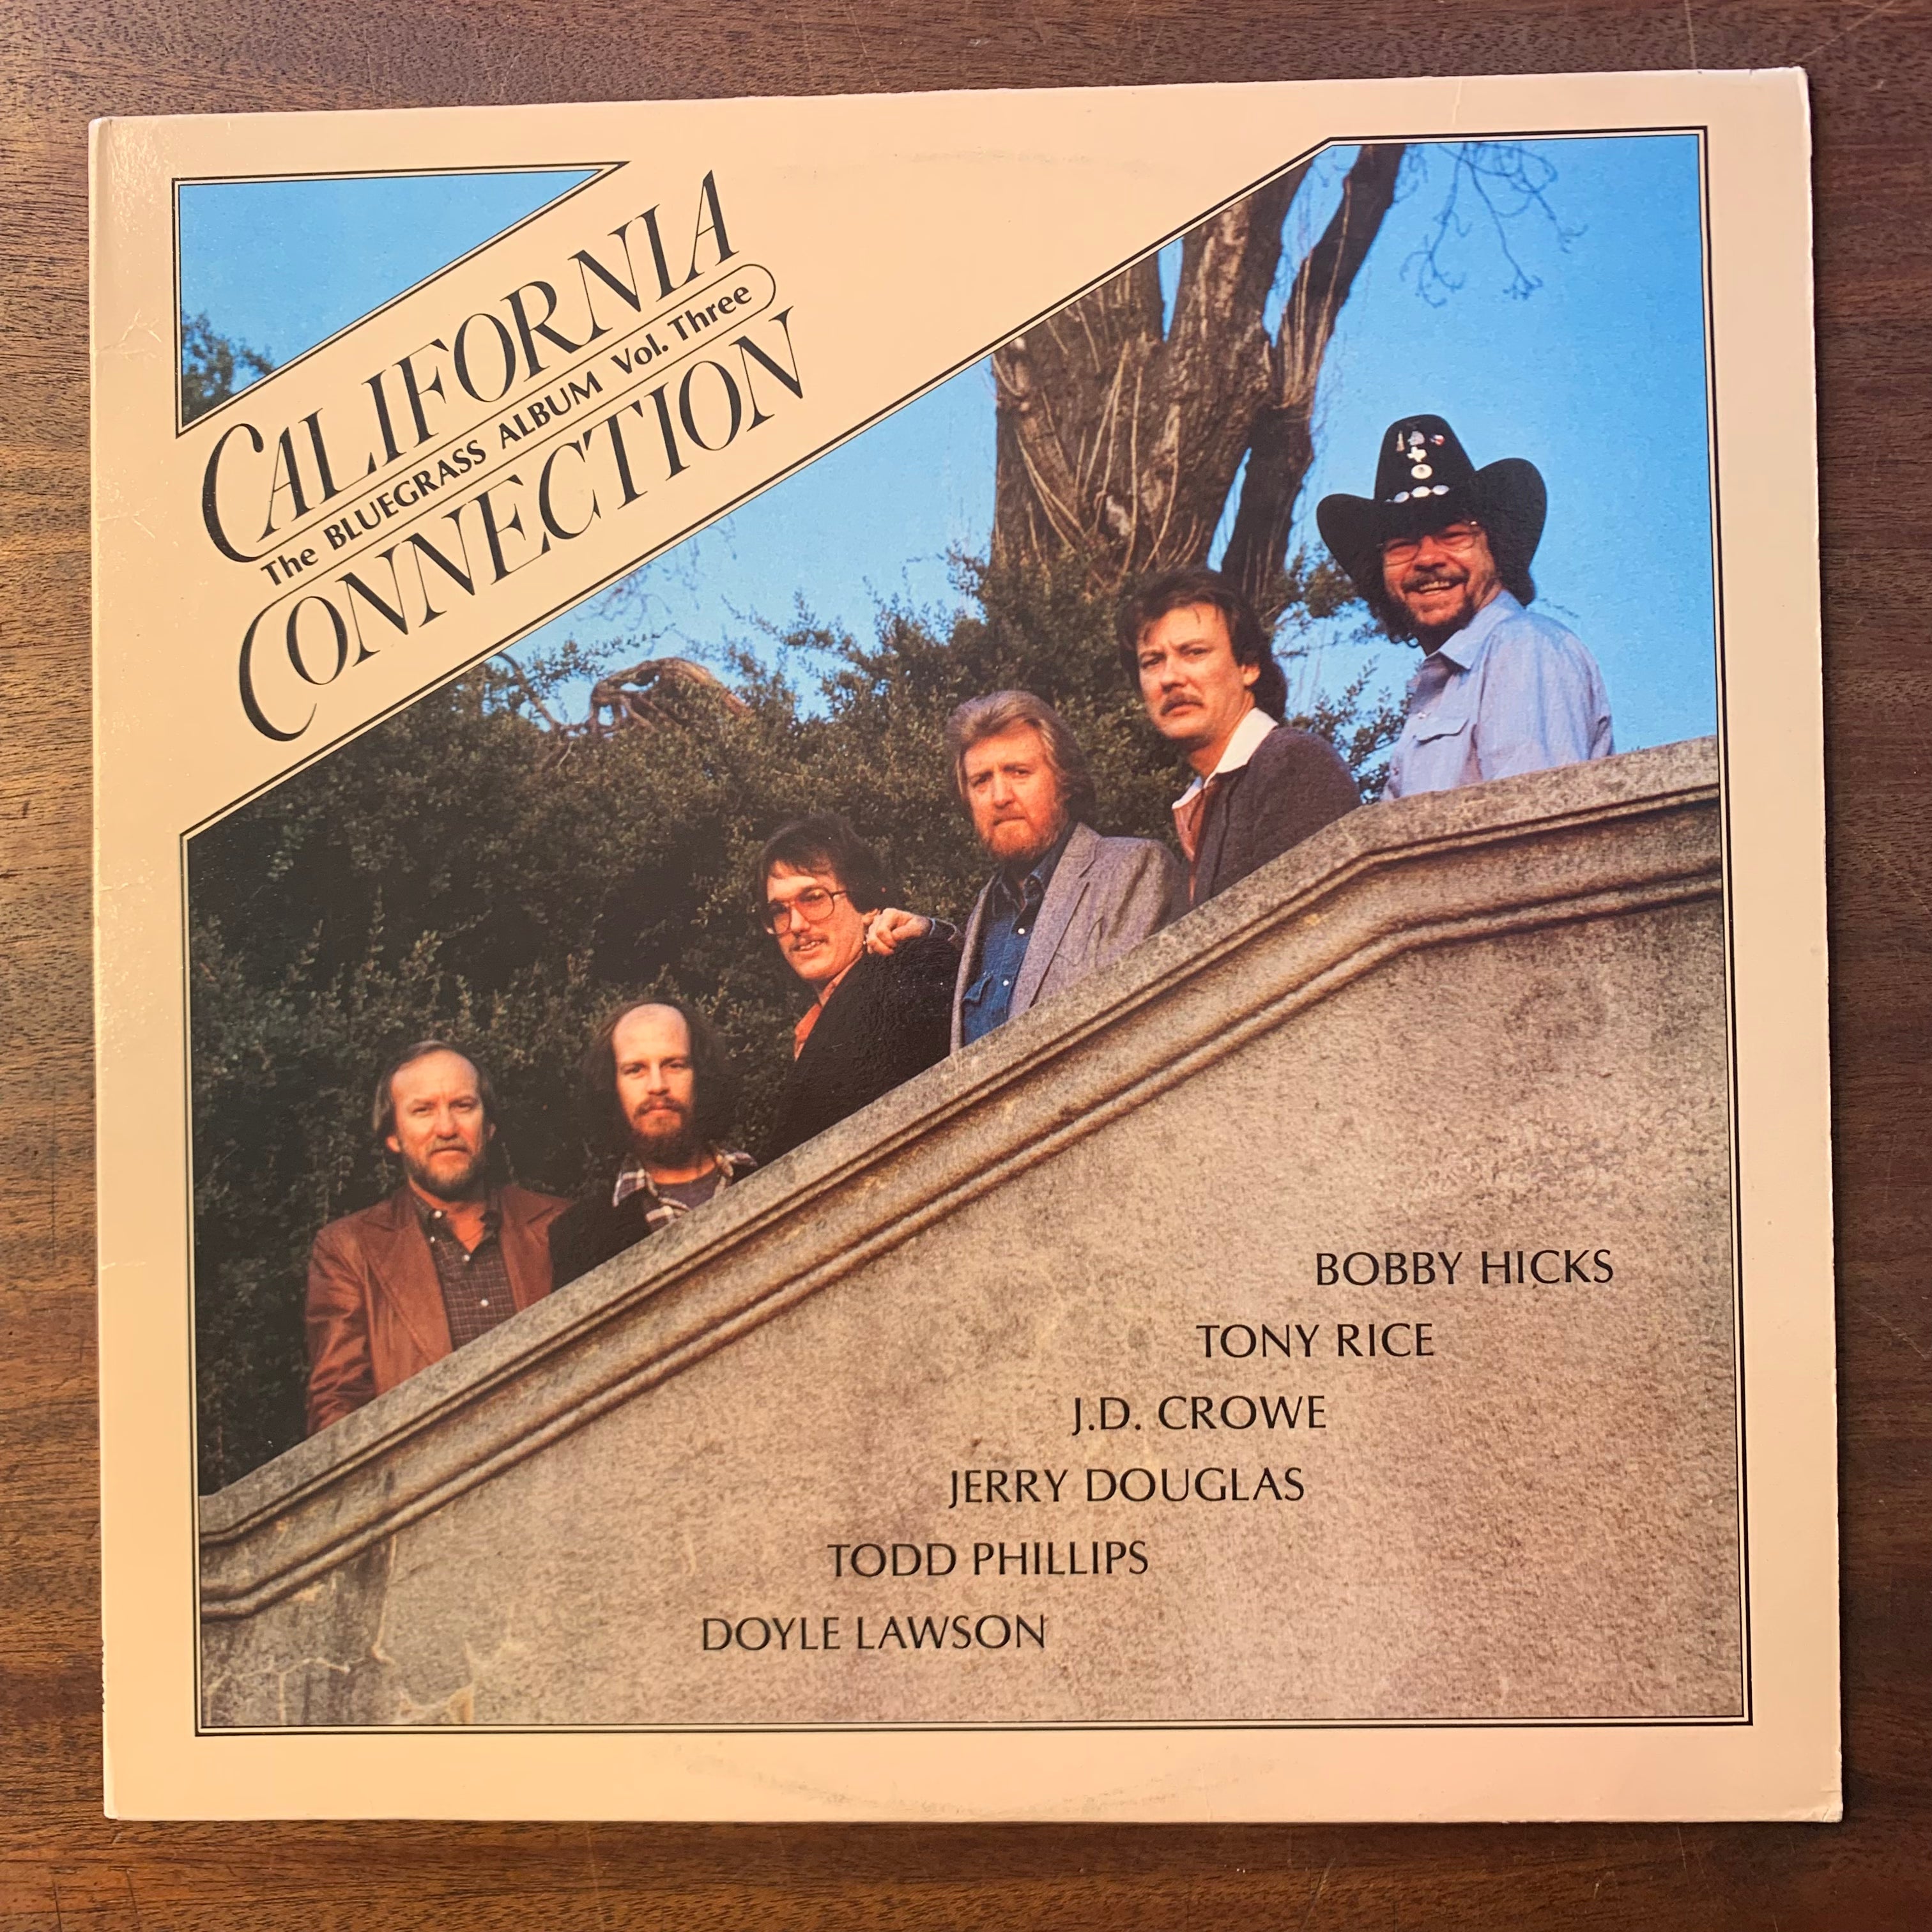 CALIFORNIA
The BLUEGRASS ALBUM Vol. Three
CONNECTION
BOBBY HICKS
TONY RICE
J.D. CROWE
JERRY DOUGLAS
TODD PHILLIPS
DOYLE LAWSON